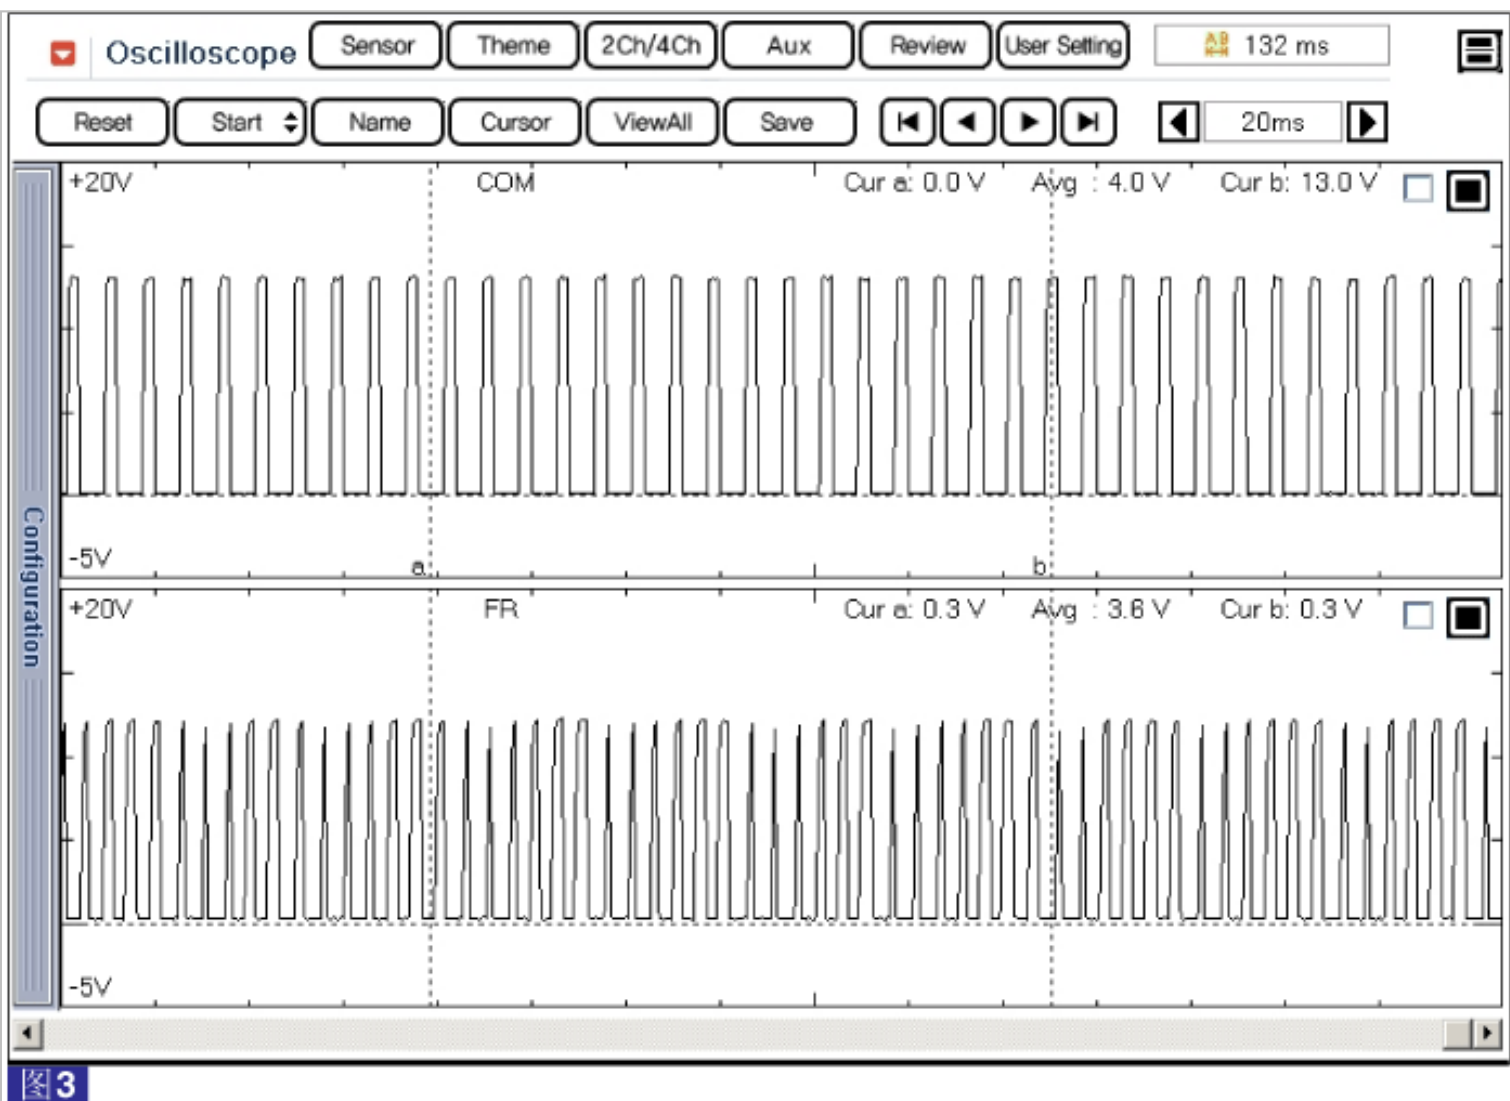 Oscilloscope Sensor Theme 2Ch/4Ch Aux Review User Setting AB 132 ms
Reset Start Name Cursor ViewAll Save 20ms
+20V COM Cur a: 0.0 V Avg : 4.0 V Cur b: 13.0 V
-5V a b
+20V FR Cur a: 0.3 V Avg : 3.6 V Cur b: 0.3 V
-5V
Configuration
图3